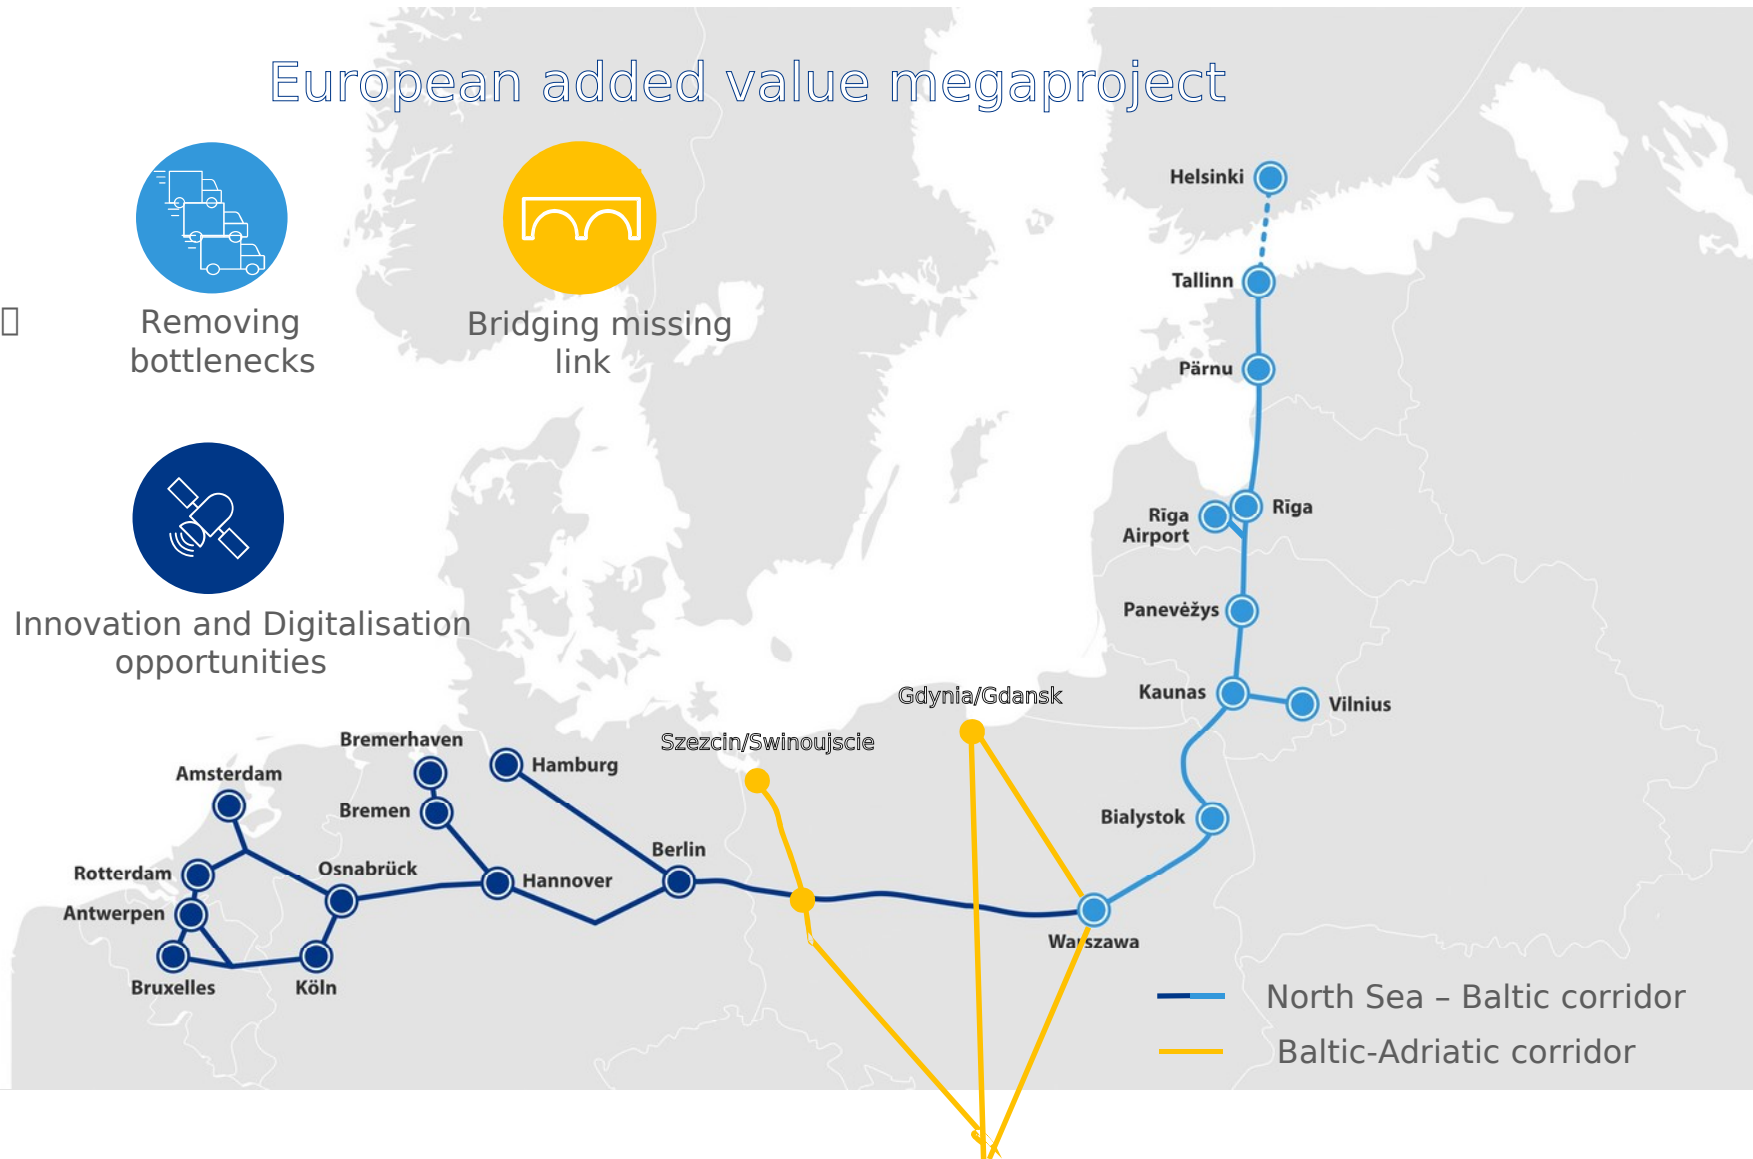 European added value megaproject
Removing
bottlenecks
Bridging missing
link
Innovation and Digitalisation
opportunities
Helsinki
Tallinn
Pärnu
Rīga
Rīga
Airport
Panevėžys
Kaunas
Vilnius
Gdynia/Gdansk
Szezcin/Swinoujscie
Bremerhaven
Hamburg
Amsterdam
Bremen
Bialystok
Berlin
Rotterdam
Osnabrück
Hannover
Antwerpen
Warszawa
Bruxelles
Köln
North Sea – Baltic corridor
Baltic-Adriatic corridor